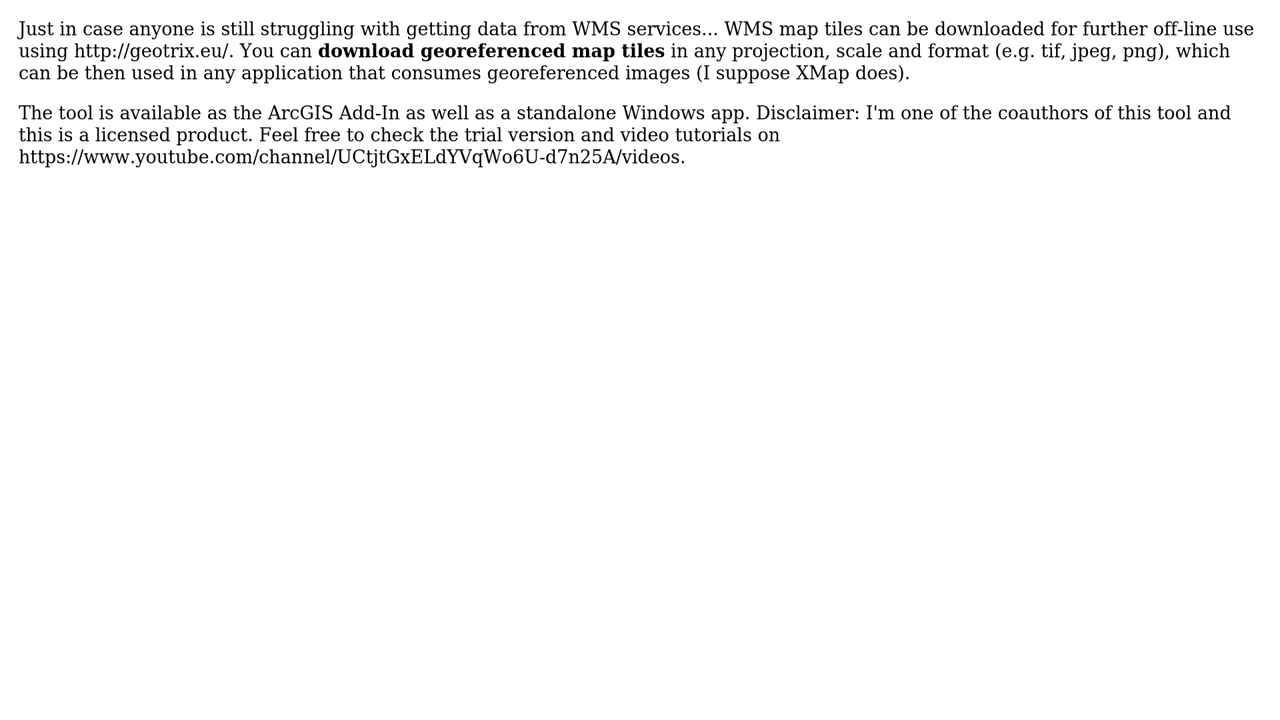 Just in case anyone is still struggling with getting data from WMS services... WMS map tiles can be downloaded for further off-line use
using http://geotrix.eu/. You can download georeferenced map tiles in any projection, scale and format (e.g. tif, jpeg, png), which
can be then used in any application that consumes georeferenced images (I suppose XMap does).
The tool is available as the ArcGIS Add-In as well as a standalone Windows app. Disclaimer: I'm one of the coauthors of this tool and
this is a licensed product. Feel free to check the trial version and video tutorials on
https://www.youtube.com/channel/UCtjtGxELdYVqWo6U-d7n25A/videos.